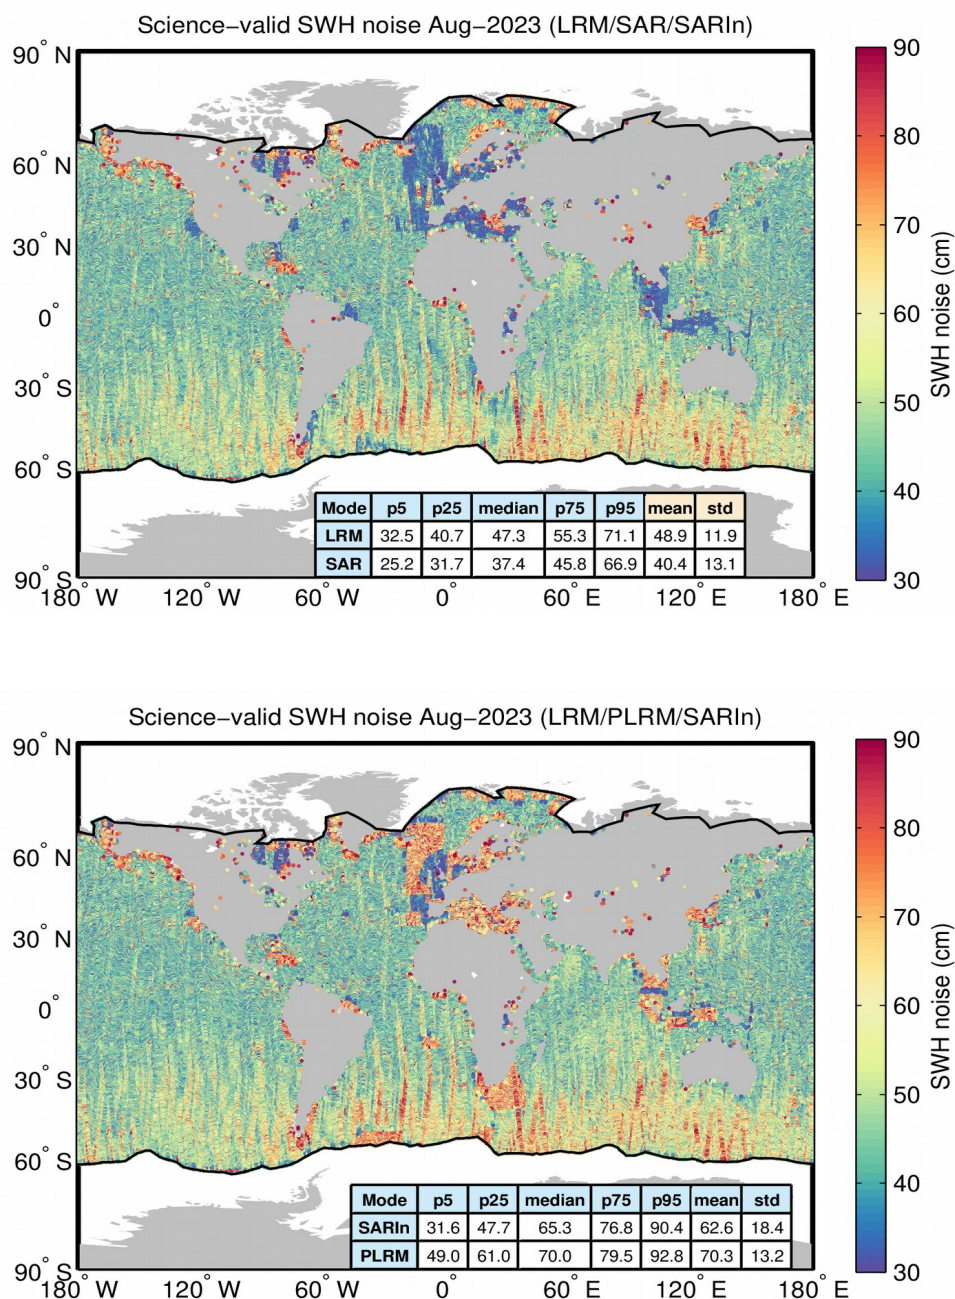 Science–valid SWH noise Aug–2023 (LRM/SAR/SARIn)
90° N
60° N
30° N
0°
30° S
60° S
90° S
180° W 120° W 60° W 0° 60° E 120° E 180° E
Mode p5 p25 median p75 p95 mean std
LRM 32.5 40.7 47.3 55.3 71.1 48.9 11.9
SAR 25.2 31.7 37.4 45.8 66.9 40.4 13.1
90
80
70
60
50
40
30
SWH noise (cm)
Science–valid SWH noise Aug–2023 (LRM/PLRM/SARIn)
90° N
60° N
30° N
0°
30° S
60° S
90° S
180° W 120° W 60° W 0° 60° E 120° E 180° E
Mode p5 p25 median p75 p95 mean std
SARIn 31.6 47.7 65.3 76.8 90.4 62.6 18.4
PLRM 49.0 61.0 70.0 79.5 92.8 70.3 13.2
90
80
70
60
50
40
30
SWH noise (cm)